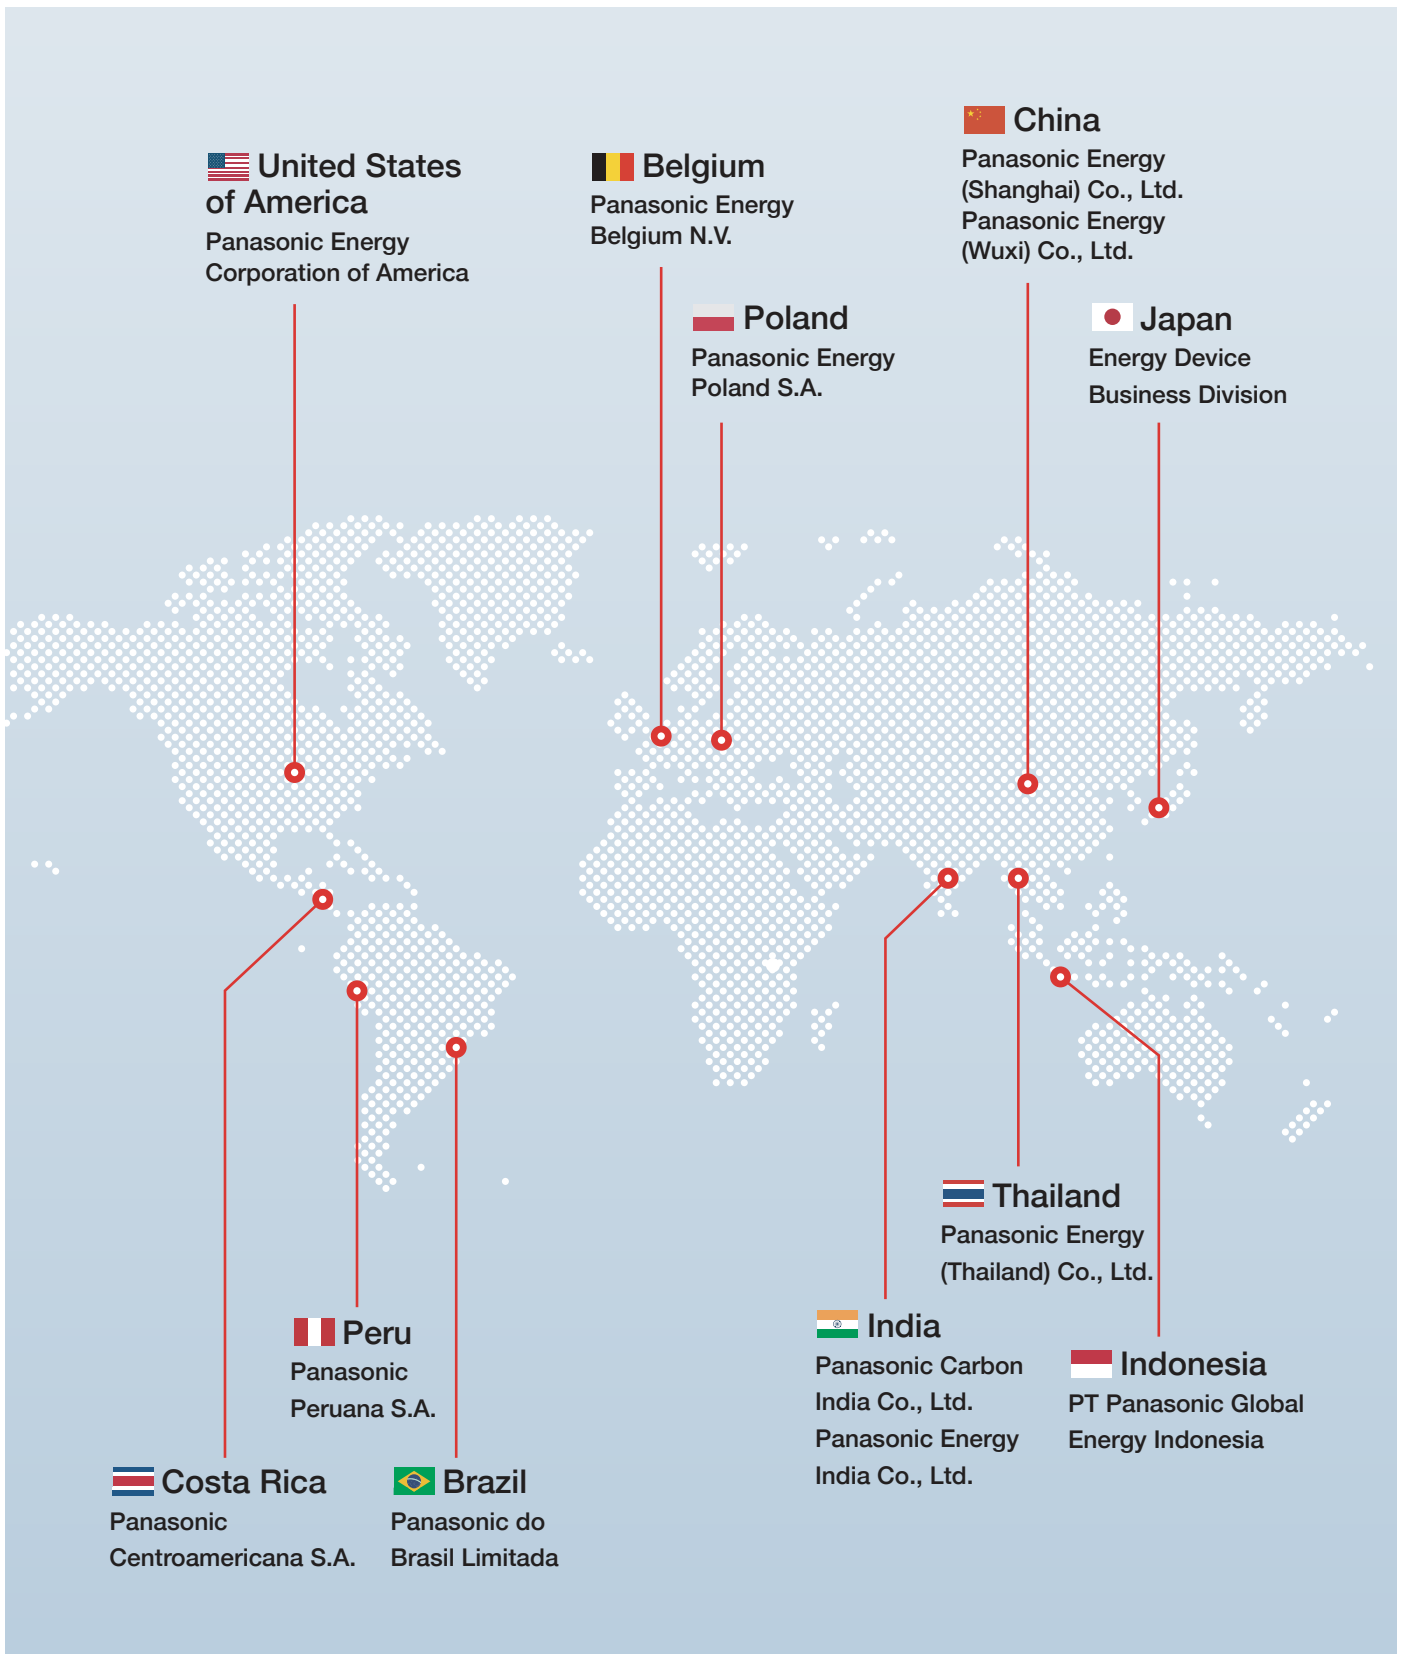 United States
of America
Panasonic Energy
Corporation of America
Belgium
Panasonic Energy
Belgium N.V.
Poland
Panasonic Energy
Poland S.A.
China
Panasonic Energy
(Shanghai) Co., Ltd.
Panasonic Energy
(Wuxi) Co., Ltd.
Japan
Energy Device
Business Division
Thailand
Panasonic Energy
(Thailand) Co., Ltd.
India
Panasonic Carbon
India Co., Ltd.
Panasonic Energy
India Co., Ltd.
Indonesia
PT Panasonic Global
Energy Indonesia
Peru
Panasonic
Peruana S.A.
Costa Rica
Panasonic
Centroamericana S.A.
Brazil
Panasonic do
Brasil Limitada